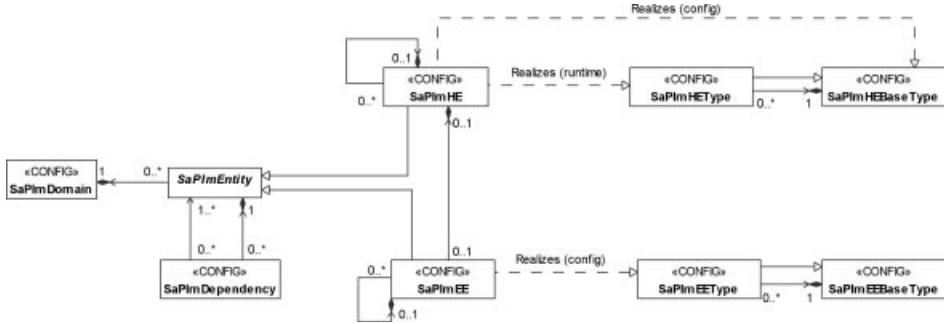 Realizes (config)
0..1
«CONFIG»
SaPlmHE
0..*
0..1
Realizes (runtime)
«CONFIG»
SaPlmHEType
0..*
1
«CONFIG»
SaPlmHEBaseType
«CONFIG»
SaPlmDomain
1
0..*
SaPlmEntity
1..*
1
0..*
0..*
«CONFIG»
SaPlmDependency
0..1
0..*
«CONFIG»
SaPlmEE
0..1
Realizes (config)
«CONFIG»
SaPlmEEType
0..*
1
«CONFIG»
SaPlmEEBaseType